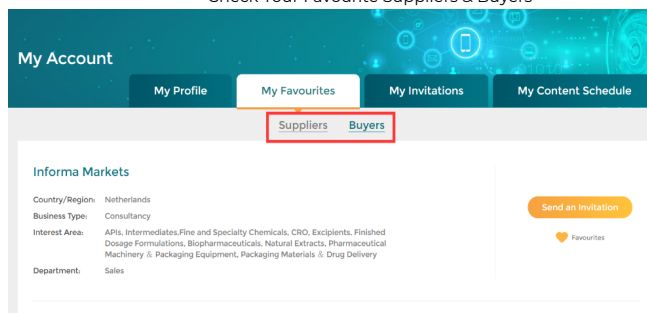 Check Your Favourite Suppliers & Buyers
My Account
My Profile
My Favourites
My Invitations
My Content Schedule
Suppliers
Buyers
Informa Markets
Country/Region: Netherlands
Business Type: Consultancy
Interest Area: APIs, Intermediates,Fine and Specialty Chemicals, CRO, Excipients, Finished
Dosage Formulations, Biopharmaceuticals, Natural Extracts, Pharmaceutical
Machinery & Packaging Equipment, Packaging Materials & Drug Delivery
Department: Sales
Send an Invitation
Favourites